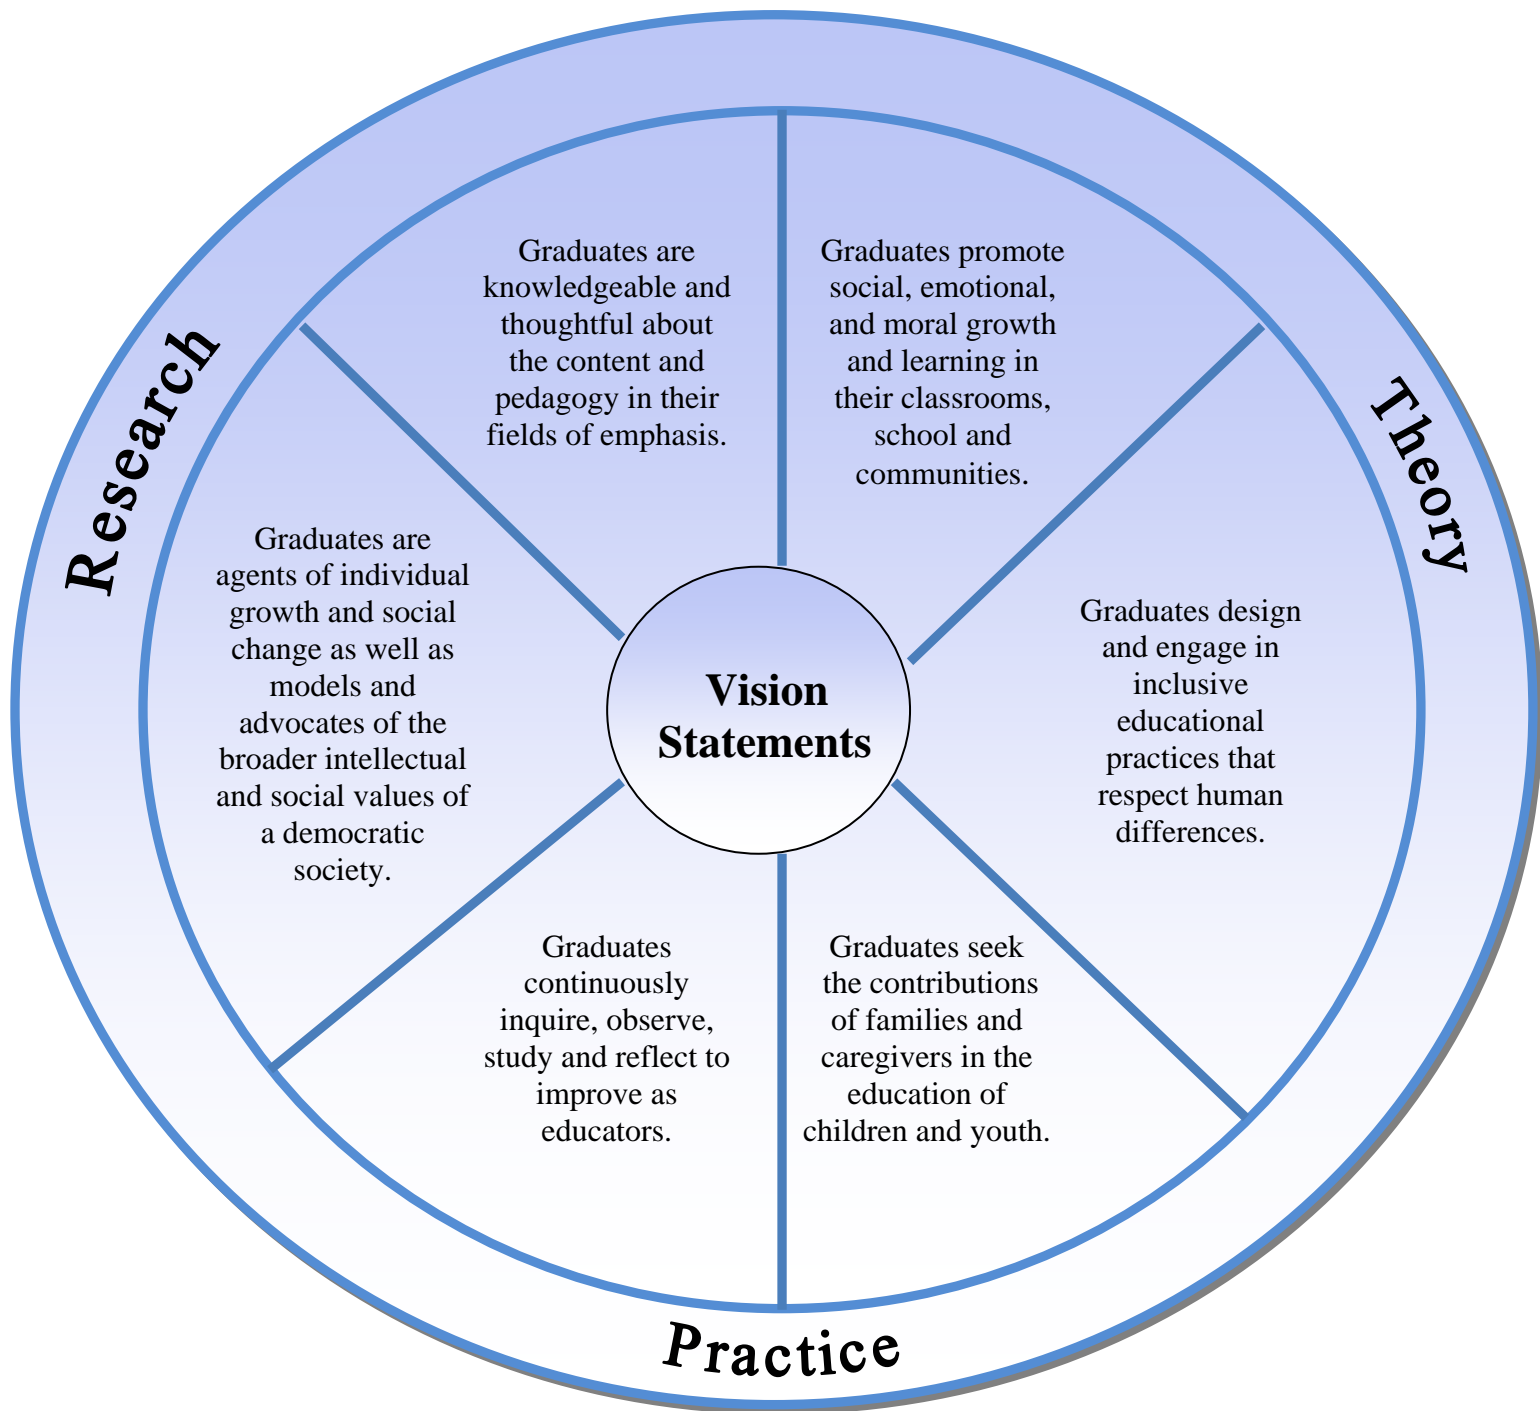 Graduates are
knowledgeable and
thoughtful about
the content and
pedagogy in their
fields of emphasis.
Graduates promote
social, emotional,
and moral growth
and learning in
their classrooms,
school and
communities.
Research
Theory
Graduates are
agents of individual
growth and social
change as well as
models and
advocates of the
broader intellectual
and social values of
a democratic
society.
Vision
Statements
Graduates design
and engage in
inclusive
educational
practices that
respect human
differences.
Graduates
continuously
inquire, observe,
study and reflect to
improve as
educators.
Graduates seek
the contributions
of families and
caregivers in the
education of
children and youth.
Practice